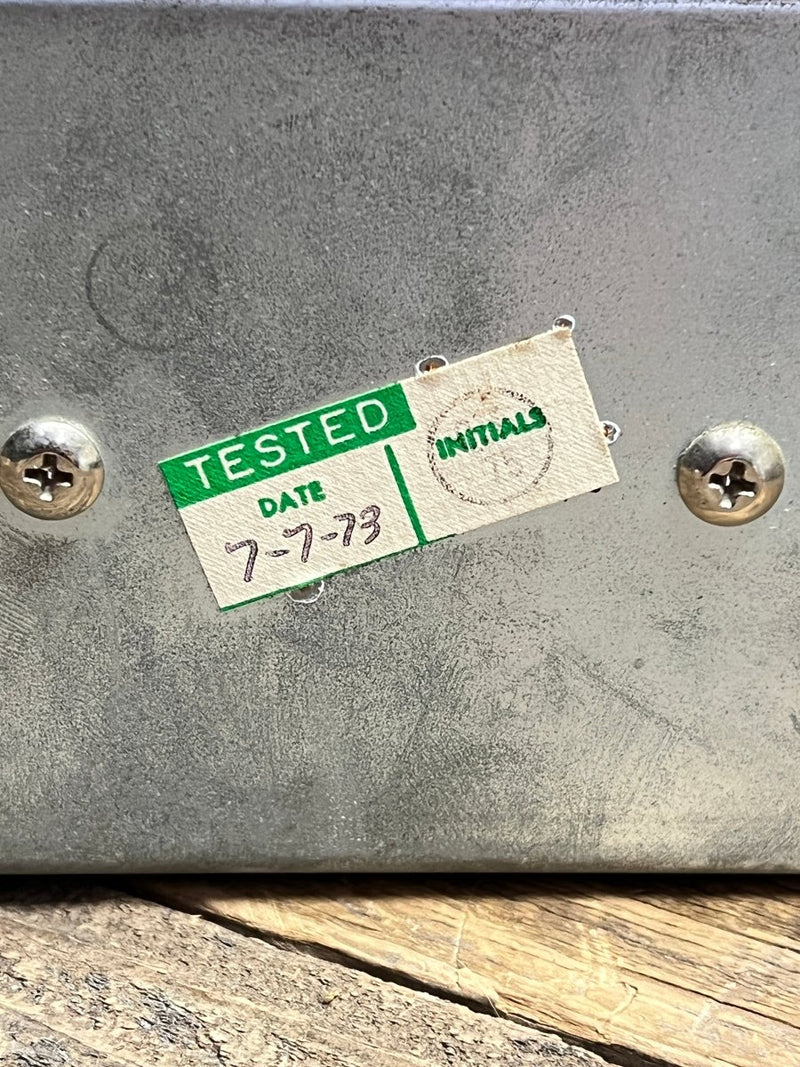 TESTED
DATE
7-7-73
INITIALS